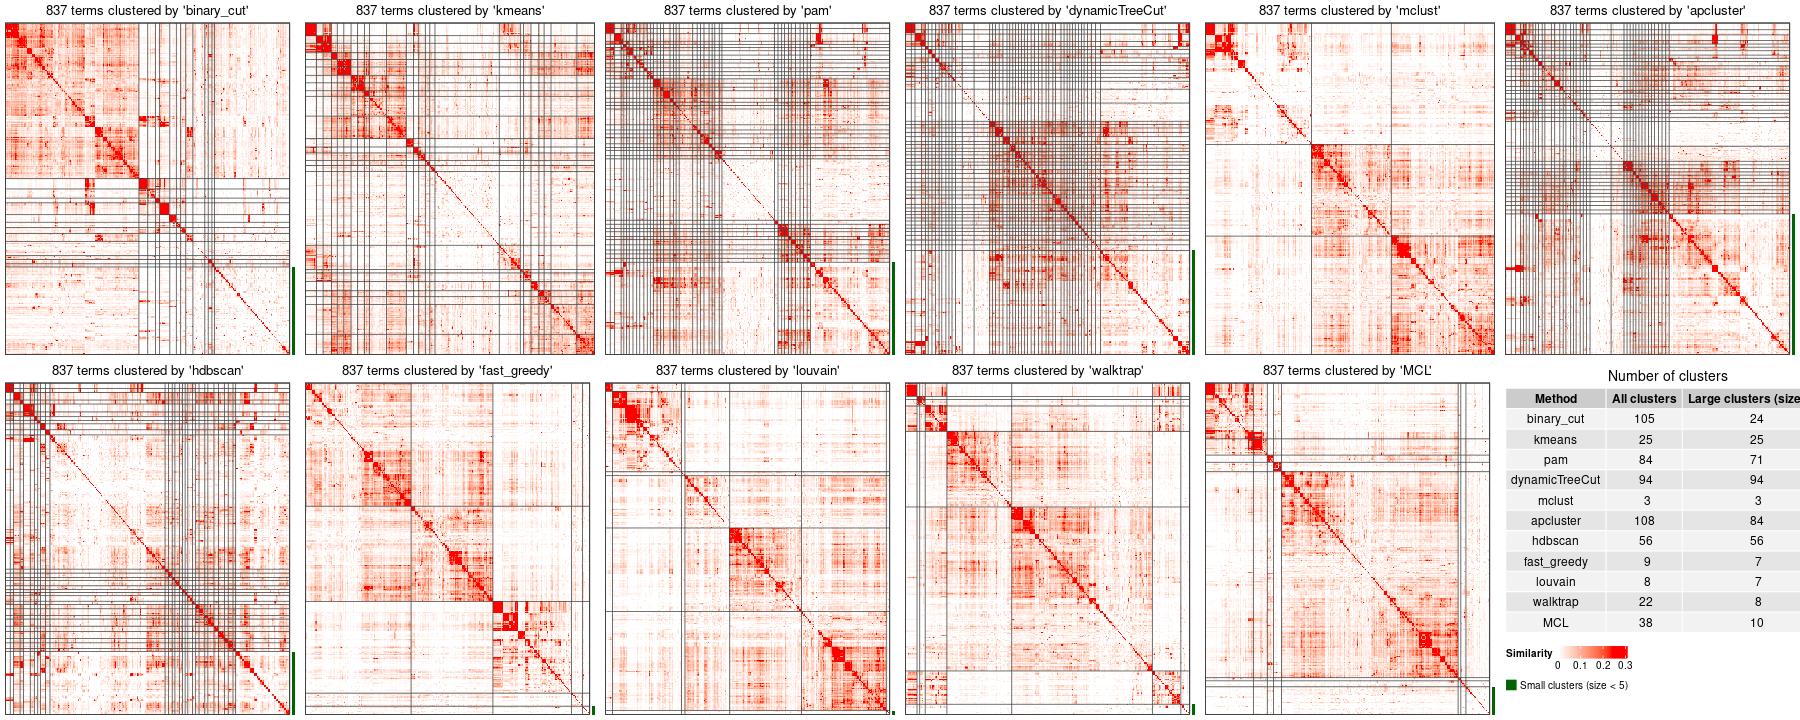 837 terms clustered by 'binary_cut'
837 terms clustered by 'kmeans'
837 terms clustered by 'pam'
837 terms clustered by 'dynamicTreeCut'
837 terms clustered by 'mclust'
837 terms clustered by 'apcluster'
837 terms clustered by 'hdbscan'
837 terms clustered by 'fast_greedy'
837 terms clustered by 'louvain'
837 terms clustered by 'walktrap'
837 terms clustered by 'MCL'
Number of clusters
Method All clusters Large clusters (size
binary_cut 105 24
kmeans 25 25
pam 84 71
dynamicTreeCut 94 94
mclust 3 3
apcluster 108 84
hdbscan 56 56
fast_greedy 9 7
louvain 8 7
walktrap 22 8
MCL 38 10
Similarity
0 0.1 0.2 0.3
Small clusters (size < 5)